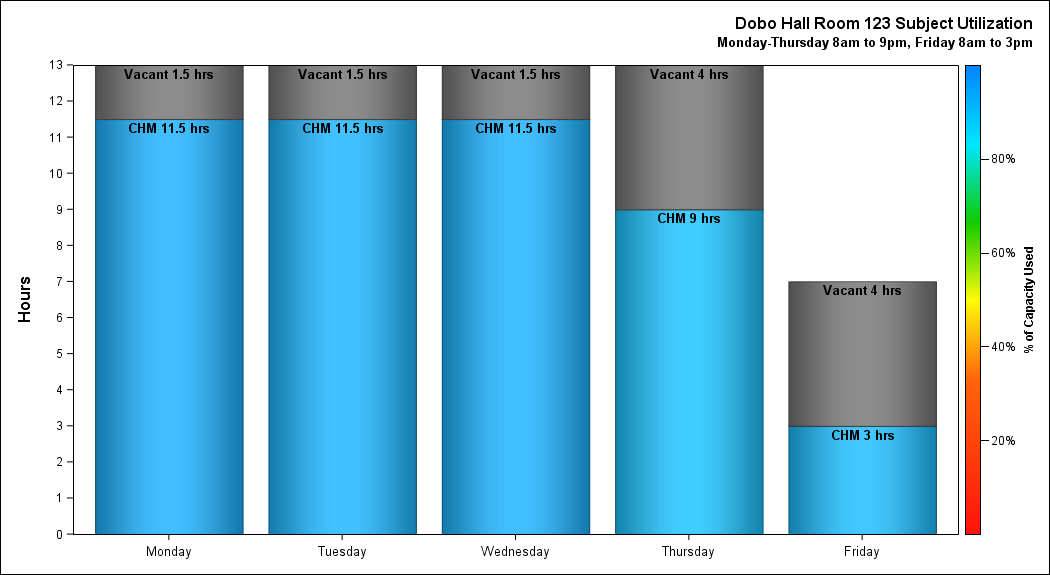 Dobo Hall Room 123 Subject Utilization
Monday-Thursday 8am to 9pm, Friday 8am to 3pm
Hours
13
12
11
10
9
8
7
6
5
4
3
2
1
0
Vacant 1.5 hrs
CHM 11.5 hrs
Vacant 1.5 hrs
CHM 11.5 hrs
Vacant 1.5 hrs
CHM 11.5 hrs
Vacant 4 hrs
CHM 9 hrs
Vacant 4 hrs
CHM 3 hrs
Monday
Tuesday
Wednesday
Thursday
Friday
80%
60%
40%
20%
% of Capacity Used